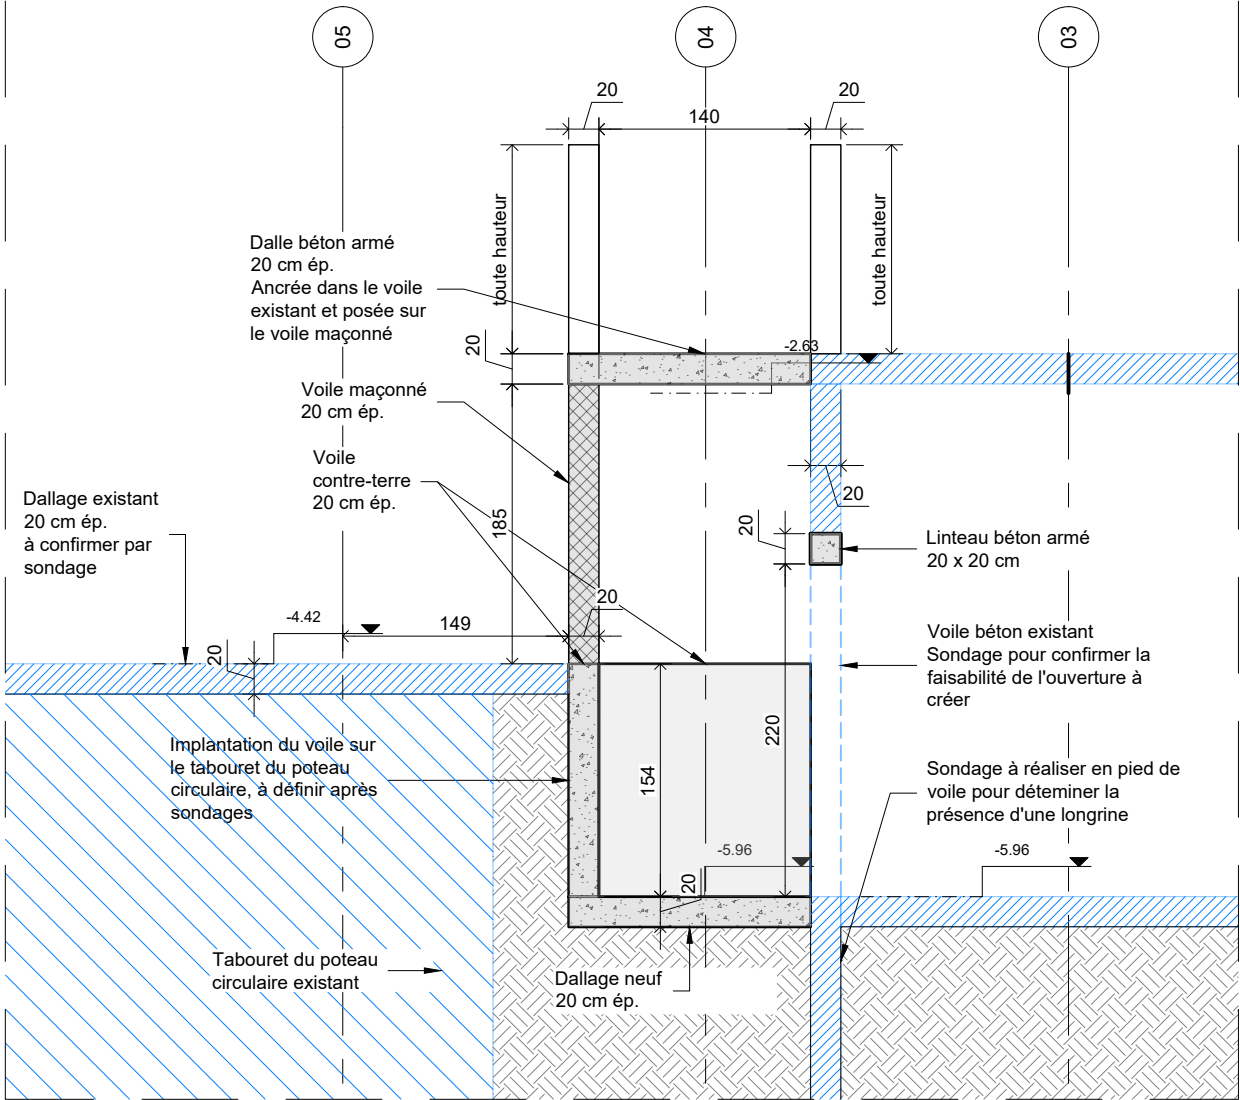 05
04
03
20
140
20
toute hauteur
toute hauteur
Dalle béton armé
20 cm ép.
Ancrée dans le voile
existant et posée sur
le voile maçonné
20
-2.63
Voile maçonné
20 cm ép.
Voile
contre-terre
20 cm ép.
185
20
20
Dallage existant
20 cm ép.
à confirmer par
sondage
Linteau béton armé
20 x 20 cm
20
-4.42
149
20
Voile béton existant
Sondage pour confirmer la
faisabilité de l'ouverture à
créer
Implantation du voile sur
le tabouret du poteau
circulaire, à définir après
sondages
154
220
Sondage à réaliser en pied de
voile pour déteminer la
présence d'une longrine
-5.96
-5.96
20
Tabouret du poteau
circulaire existant
Dallage neuf
20 cm ép.